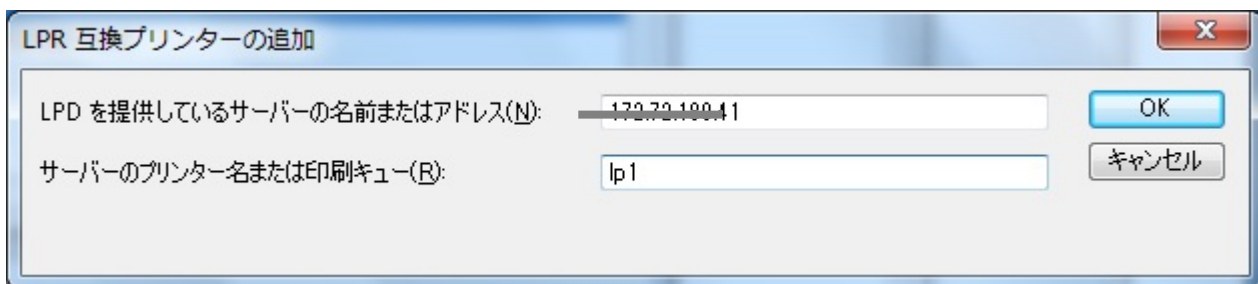 LPR 互換プリンターの追加
LPD を提供しているサーバーの名前またはアドレス(N):
OK
サーバーのプリンター名または印刷キュー(R):
lp1
キャンセル